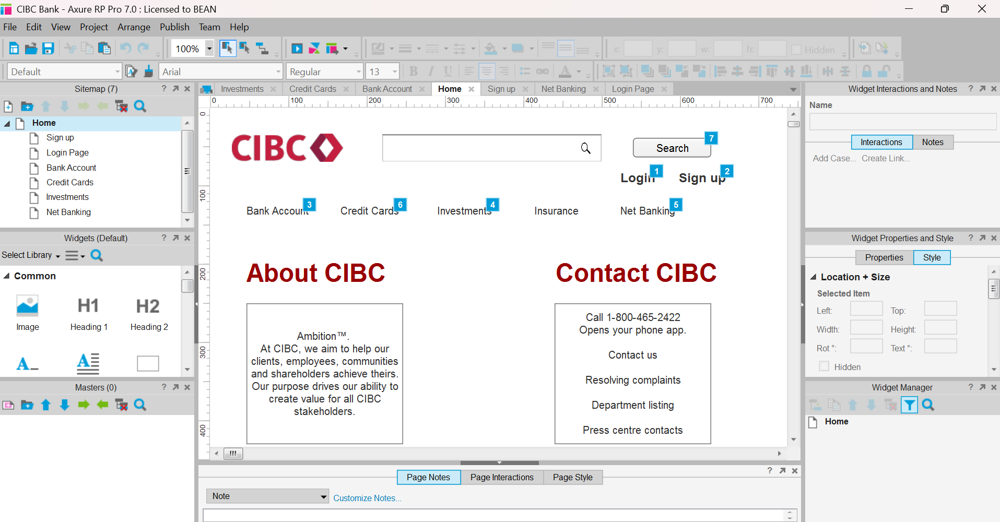 CIBC Bank - Axure RP Pro 7.0 : Licensed to BEAN
File Edit View Project Arrange Publish Team Help
100% x: y: w: h: Hidden
Default Arial Regular 13 B I U
Sitemap (7)
Home
Sign up
Login Page
Bank Account
Credit Cards
Investments
Net Banking
Widgets (Default)
Select Library
Common
Image Heading 1 Heading 2
H1 H2
Masters (0)
Investments Credit Cards Bank Account Home Sign up Net Banking Login Page
0 100 200 300 400 500 600 700
0
100
200
300
400
CIBC
Search 7
Login 1 Sign up 2
Bank Account 3 Credit Cards 6 Investments 4 Insurance Net Banking 5
About CIBC
Ambition™.
At CIBC, we aim to help our
clients, employees, communities
and shareholders achieve theirs.
Our purpose drives our ability to
create value for all CIBC
stakeholders.
Contact CIBC
Call 1-800-465-2422
Opens your phone app.
Contact us
Resolving complaints
Department listing
Press centre contacts
Page Notes Page Interactions Page Style
Note Customize Notes...
Widget Interactions and Notes
Name
Interactions Notes
Add Case... Create Link...
Widget Properties and Style
Properties Style
Location + Size
Selected Item
Left: Top:
Width: Height:
Rot °: Text °:
Hidden
Widget Manager
Home